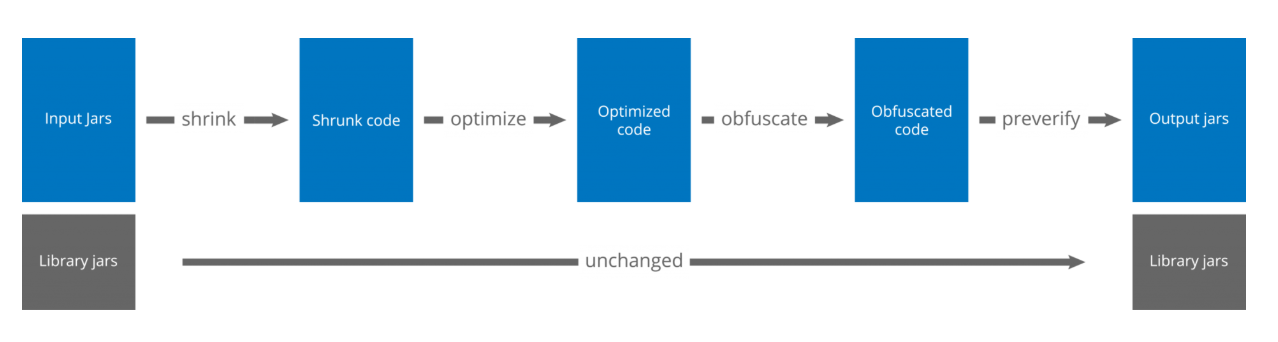 Input Jars
shrink
Shrunk code
optimize
Optimized
code
obfuscate
Obfuscated
code
preverify
Output jars
Library jars
unchanged
Library jars